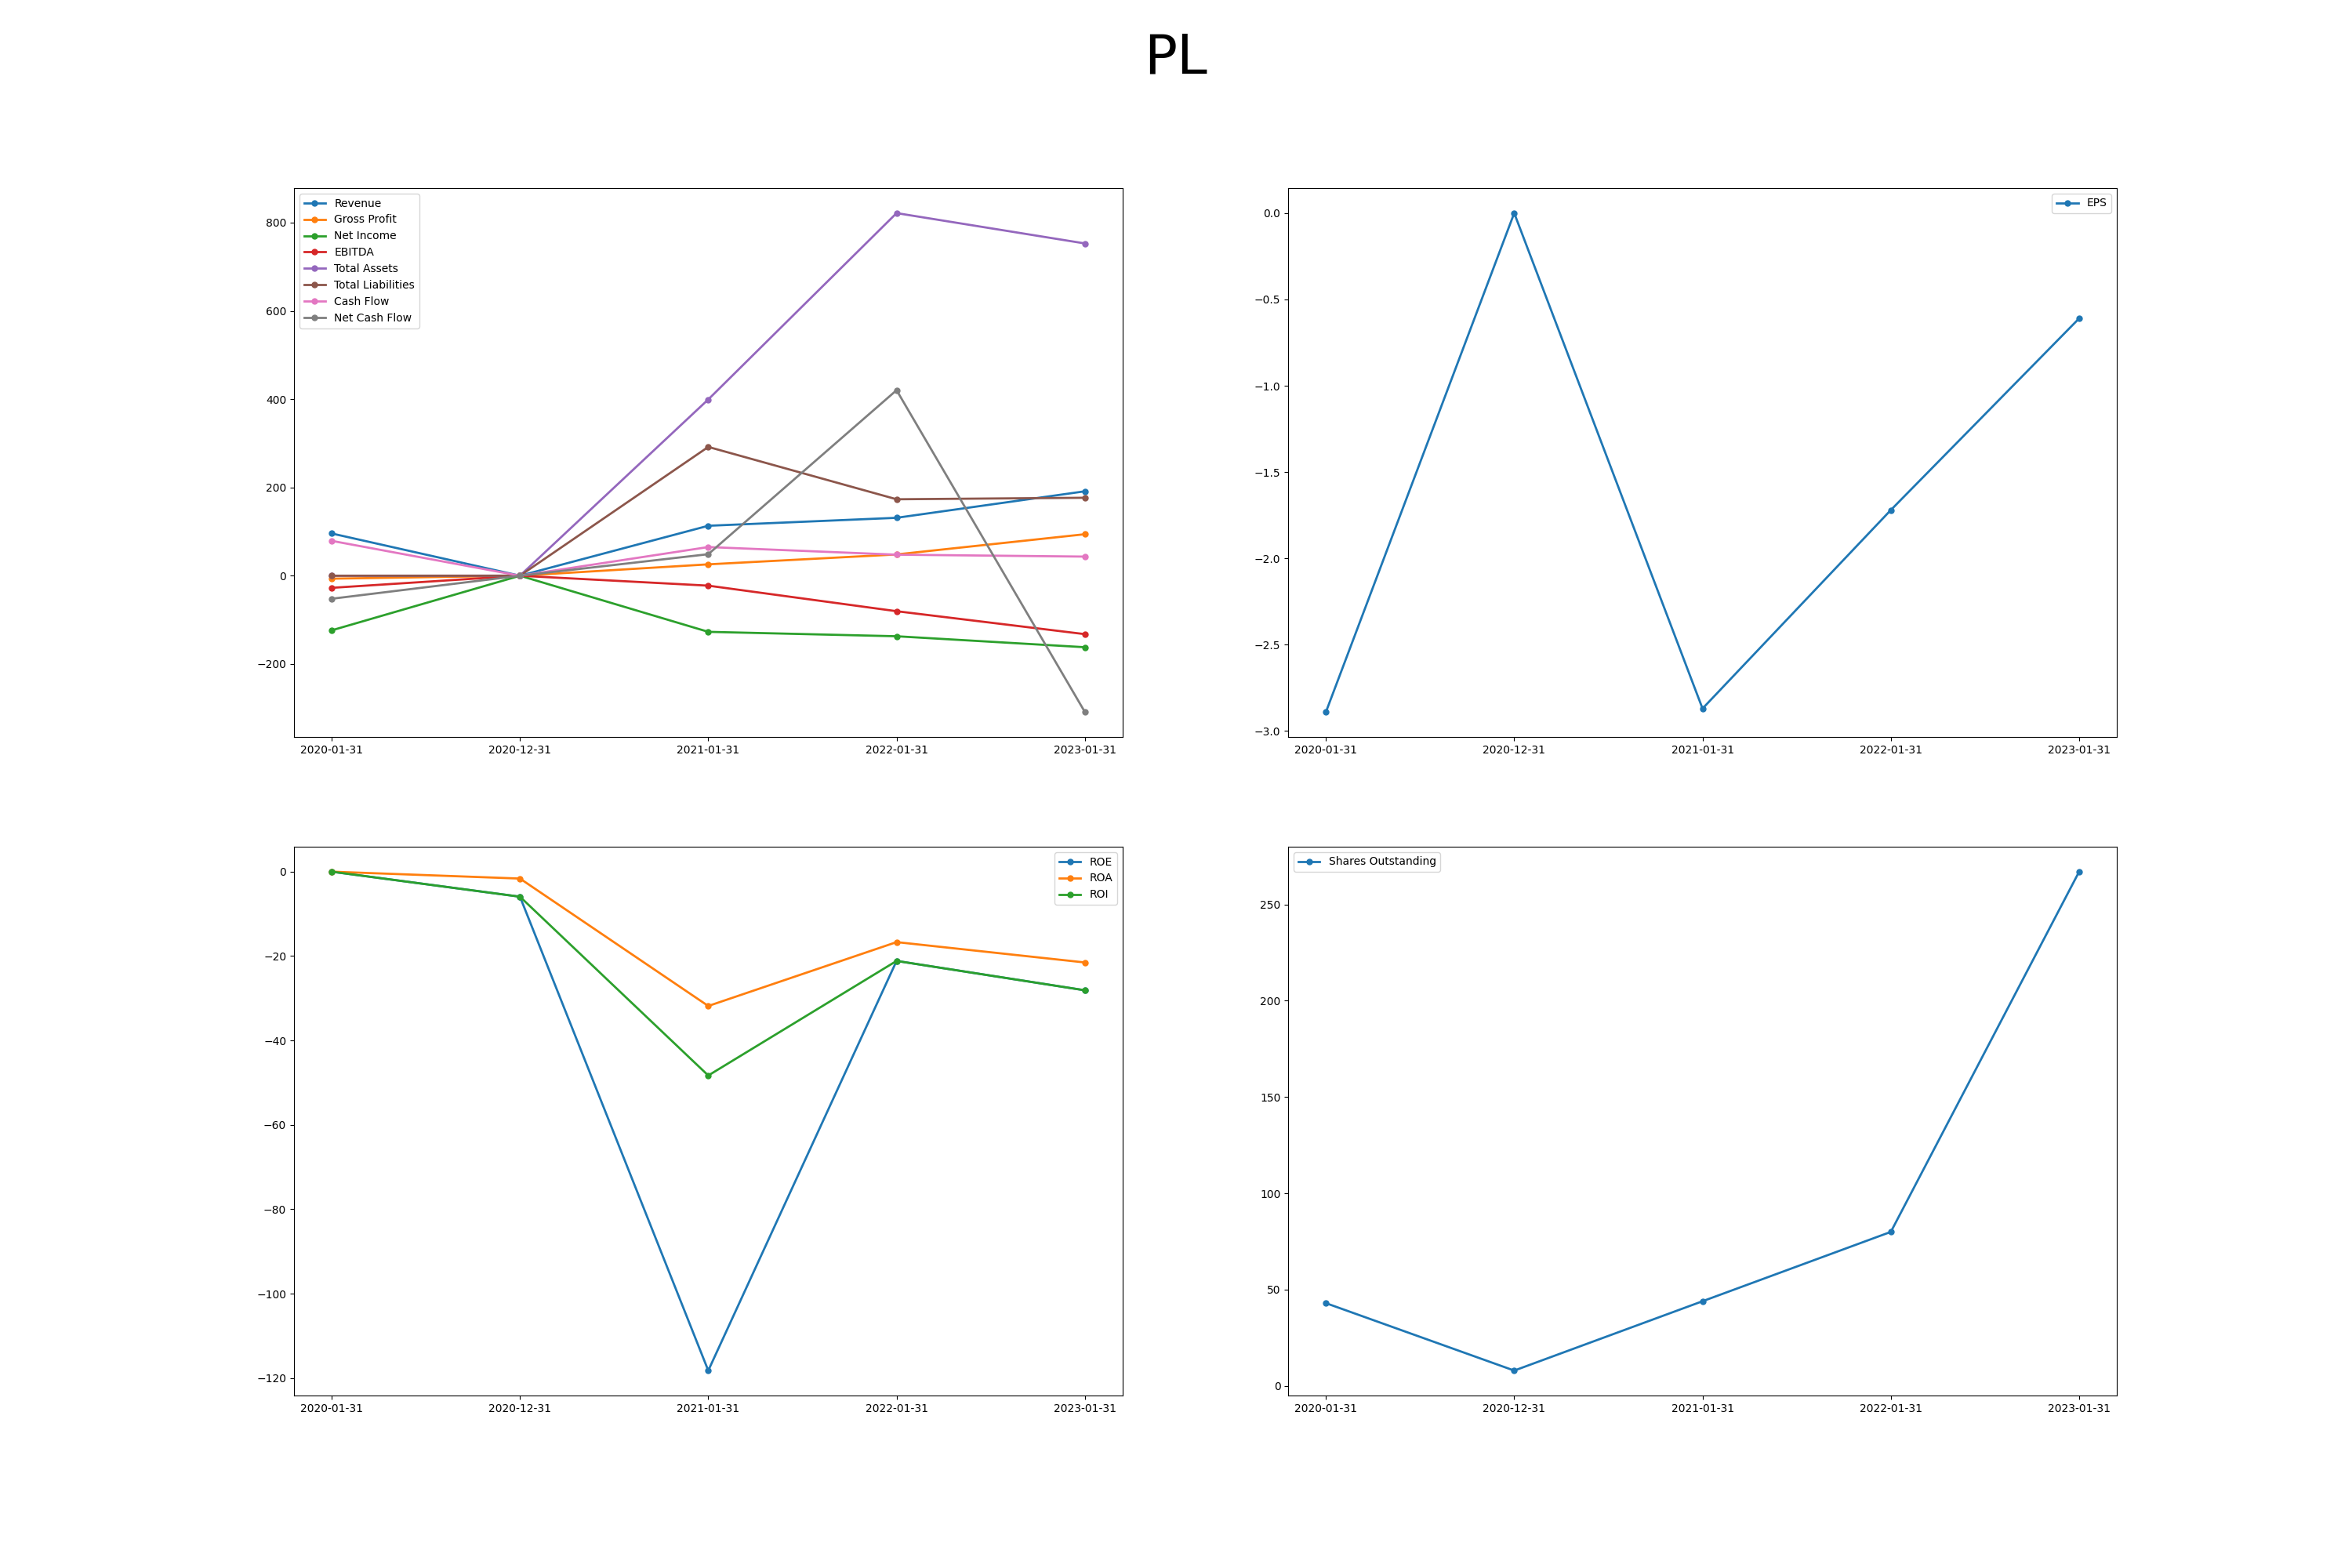 PL
Revenue
Gross Profit
Net Income
EBITDA
Total Assets
Total Liabilities
Cash Flow
Net Cash Flow
800
600
400
200
0
−200
2020-01-31 2020-12-31 2021-01-31 2022-01-31 2023-01-31
EPS
0.0
−0.5
−1.0
−1.5
−2.0
−2.5
−3.0
2020-01-31 2020-12-31 2021-01-31 2022-01-31 2023-01-31
ROE
ROA
ROI
0
−20
−40
−60
−80
−100
−120
2020-01-31 2020-12-31 2021-01-31 2022-01-31 2023-01-31
Shares Outstanding
250
200
150
100
50
0
2020-01-31 2020-12-31 2021-01-31 2022-01-31 2023-01-31